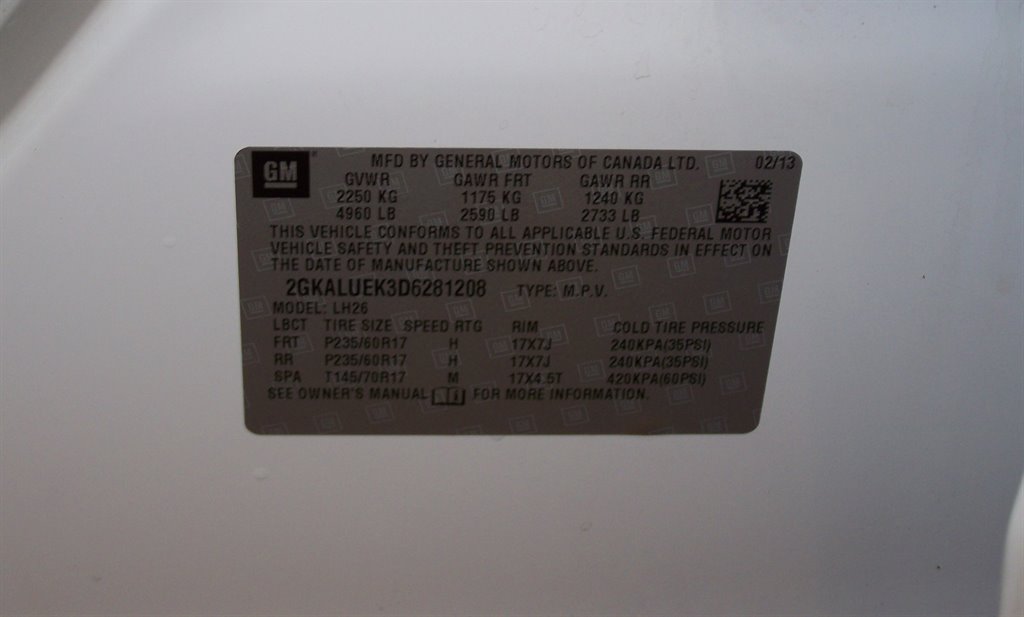 GM MFD BY GENERAL MOTORS OF CANADA LTD. 02/13
GVWR GAWR FRT GAWR RR
2250 KG 1175 KG 1240 KG
4960 LB 2590 LB 2733 LB
THIS VEHICLE CONFORMS TO ALL APPLICABLE U.S. FEDERAL MOTOR
VEHICLE SAFETY AND THEFT PREVENTION STANDARDS IN EFFECT ON
THE DATE OF MANUFACTURE SHOWN ABOVE.
2GKALUEK3D6281208 TYPE: M.P.V.
MODEL: LH26
LBCT TIRE SIZE SPEED RTG RIM COLD TIRE PRESSURE
FRT P235/60R17 H 17X7J 240KPA(35PSI)
RR P235/60R17 H 17X7J 240KPA(35PSI)
SPA T145/70R17 M 17X4.5T 420KPA(60PSI)
SEE OWNER'S MANUAL FOR MORE INFORMATION.